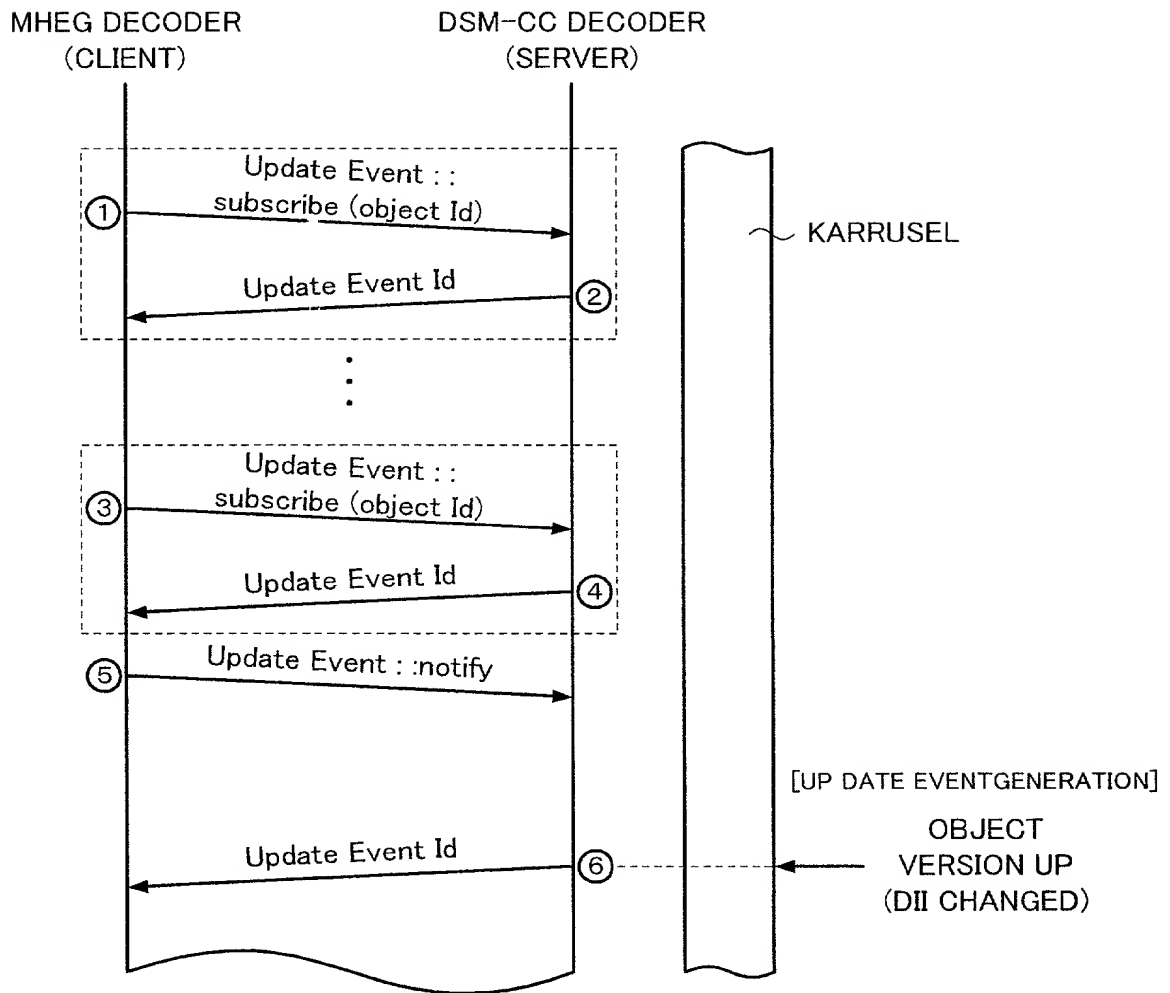 MHEG DECODER
(CLIENT)
DSM-CC DECODER
(SERVER)
Update Event : :
① subscribe (object Id)
KARRUSEL
Update Event Id ②
Update Event : :
③ subscribe (object Id)
Update Event Id ④
⑤ Update Event : :notify
[UP DATE EVENTGENERATION]
Update Event Id ⑥
OBJECT
VERSION UP
(DII CHANGED)